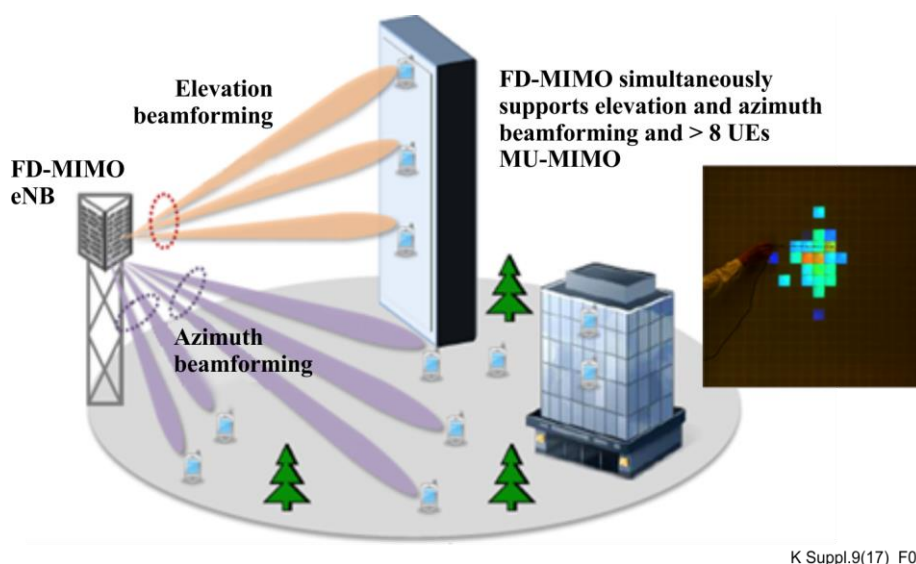 Elevation
beamforming
FD-MIMO simultaneously
supports elevation and azimuth
beamforming and > 8 UEs
MU-MIMO
FD-MIMO
eNB
Azimuth
beamforming
K Suppl.9(17)_F0